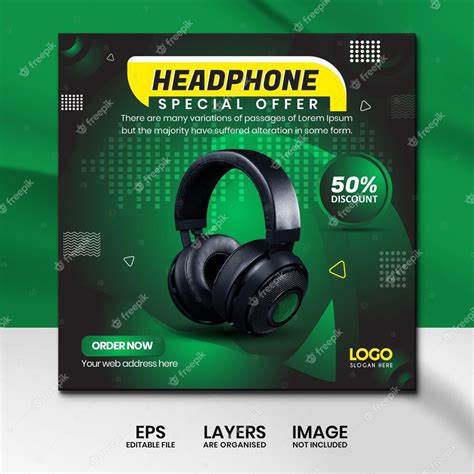 HEADPHONE
SPECIAL OFFER
There are many variations of passages of Lorem Ipsum
but the majority have suffered alteration in some form.
50%
DISCOUNT
ORDER NOW
Your web address here
LOGO
SLOGAN HERE
EPS
EDITABLE FILE
LAYERS
ARE ORGANISED
IMAGE
NOT INCLUDED
freepik